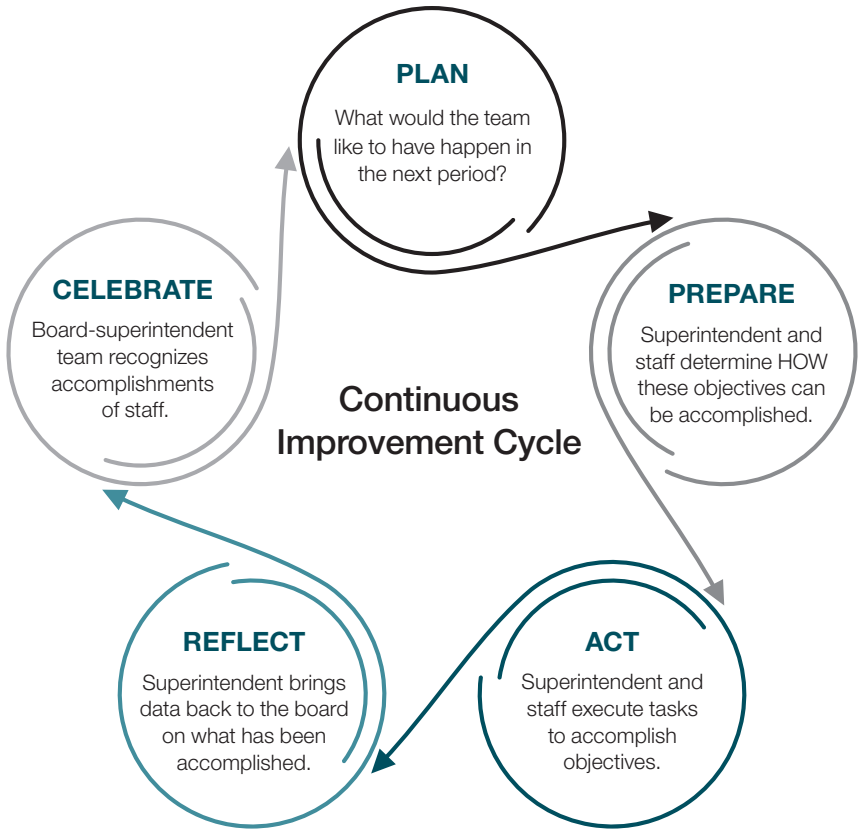 PLAN
What would the team
like to have happen in
the next period?
PREPARE
Superintendent and
staff determine HOW
these objectives can
be accomplished.
ACT
Superintendent and
staff execute tasks
to accomplish
objectives.
REFLECT
Superintendent brings
data back to the board
on what has been
accomplished.
CELEBRATE
Board-superintendent
team recognizes
accomplishments
of staff.
Continuous
Improvement Cycle